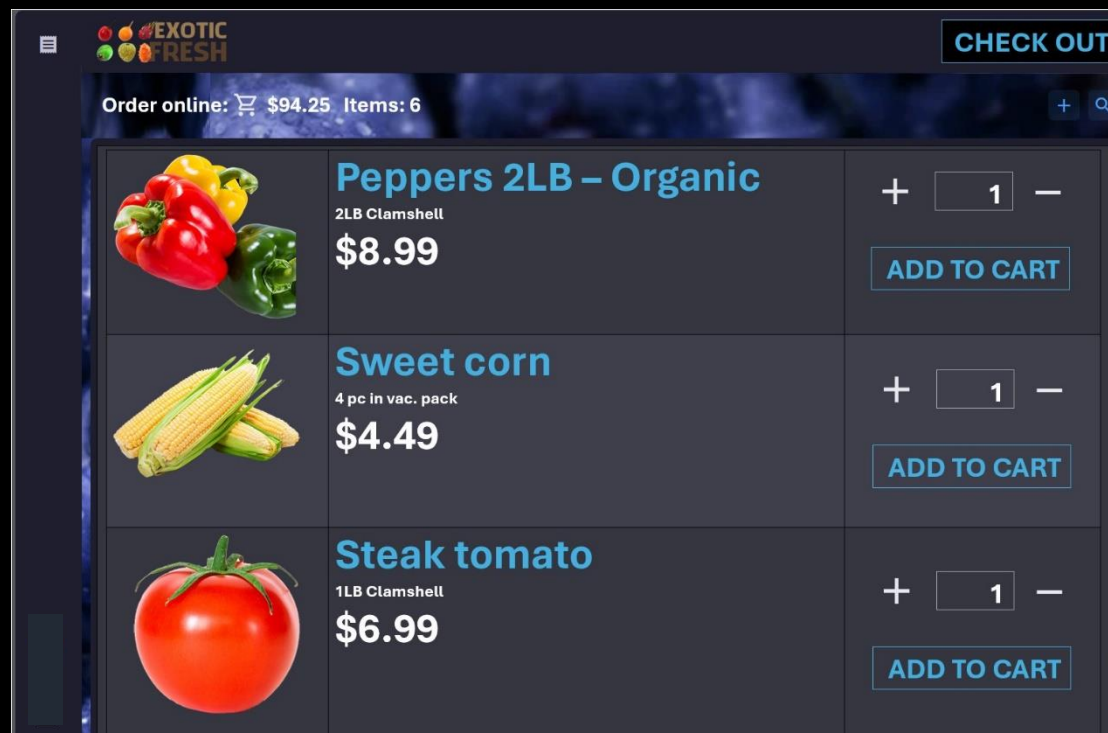 EXOTIC
FRESH
CHECK OUT
Order online: $94.25 Items: 6
+
Peppers 2LB – Organic
2LB Clamshell
$8.99
+ 1 −
ADD TO CART
Sweet corn
4 pc in vac. pack
$4.49
+ 1 −
ADD TO CART
Steak tomato
1LB Clamshell
$6.99
+ 1 −
ADD TO CART